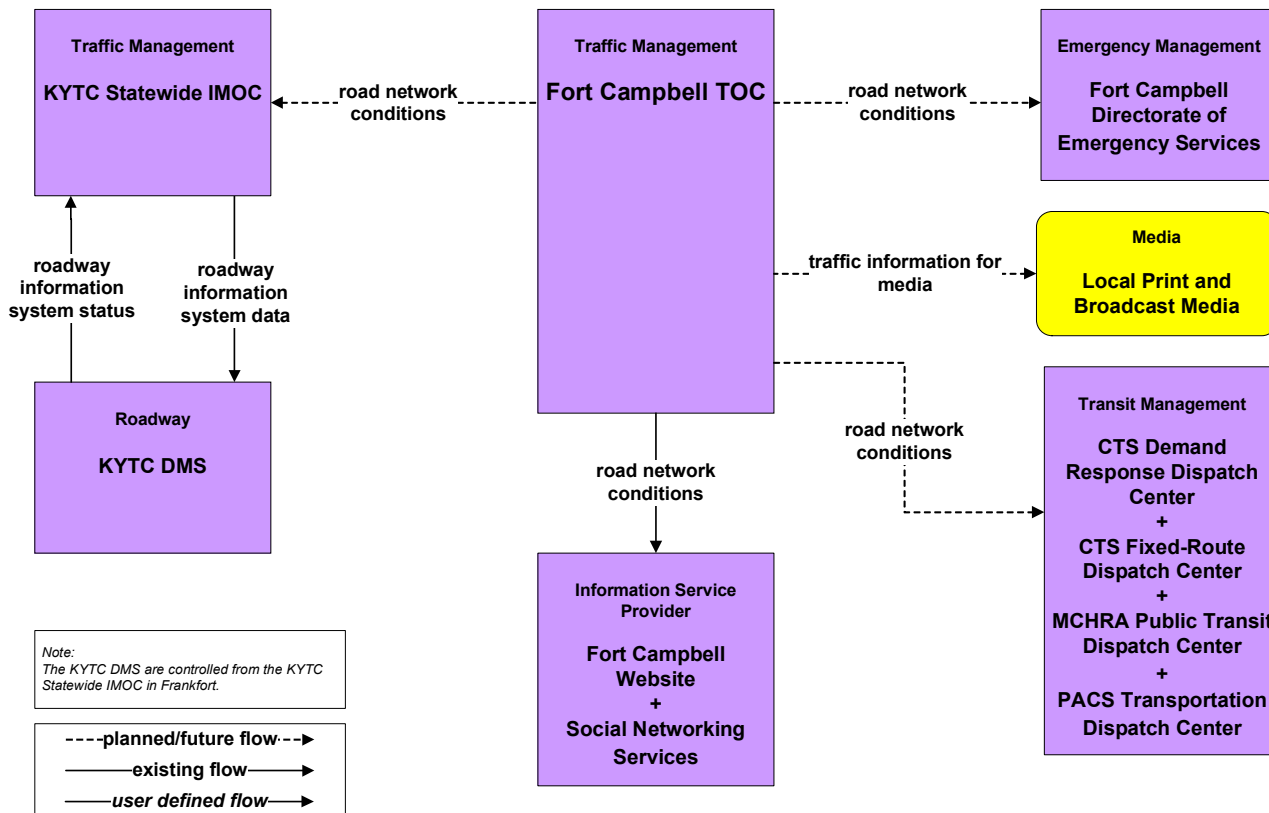 Traffic Management
KYTC Statewide IMOC
road network
conditions
Traffic Management
Fort Campbell TOC
road network
conditions
Emergency Management
Fort Campbell
Directorate of
Emergency Services
roadway
information
system status
roadway
information
system data
traffic information for
media
Media
Local Print and
Broadcast Media
Roadway
KYTC DMS
road network
conditions
road network
conditions
Transit Management
CTS Demand
Response Dispatch
Center
+
CTS Fixed-Route
Dispatch Center
+
MCHRA Public Transit
Dispatch Center
+
PACS Transportation
Dispatch Center
Information Service
Provider
Fort Campbell
Website
+
Social Networking
Services
Note:
The KYTC DMS are controlled from the KYTC
Statewide IMOC in Frankfort.
planned/future flow
existing flow
user defined flow